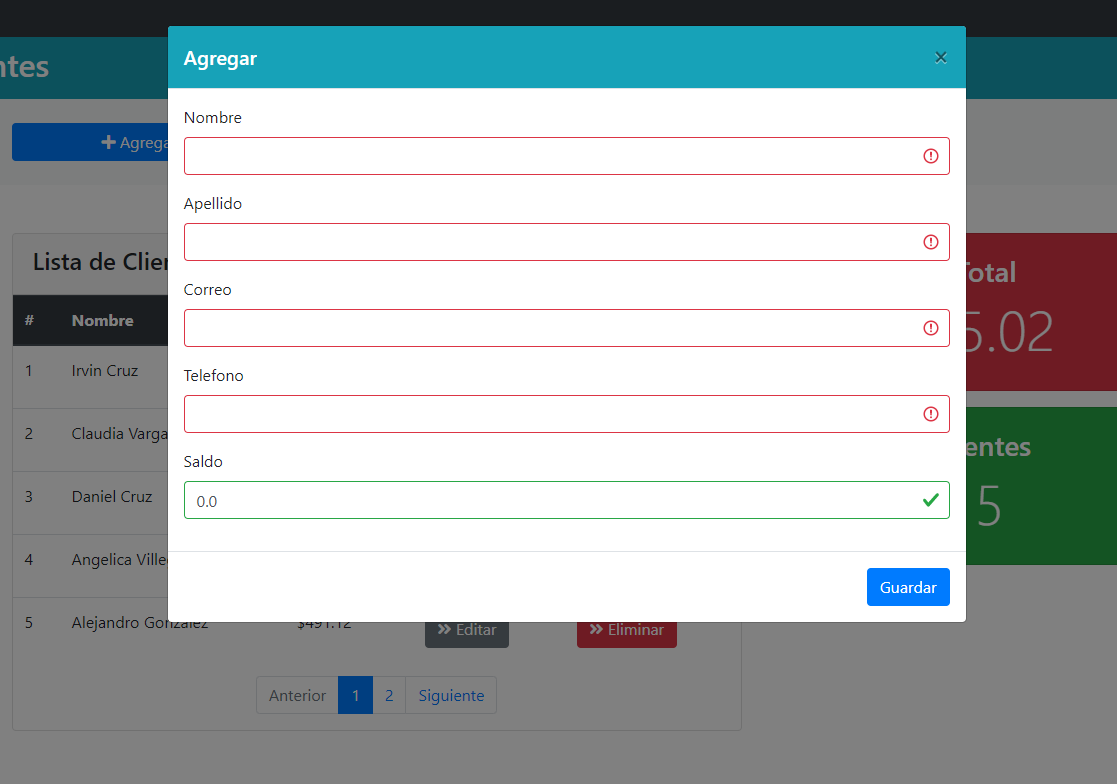 ntes
Agregar
×
Agrega
Nombre
Apellido
Correo
Telefono
Saldo
0.0
Guardar
Lista de Clien
# Nombre
1 Irvin Cruz
2 Claudia Varga
3 Daniel Cruz
4 Angelica Ville
5 Alejandro Gonzalez $491.12 Editar Eliminar
Anterior 1 2 Siguiente
Total
5.02
entes
5